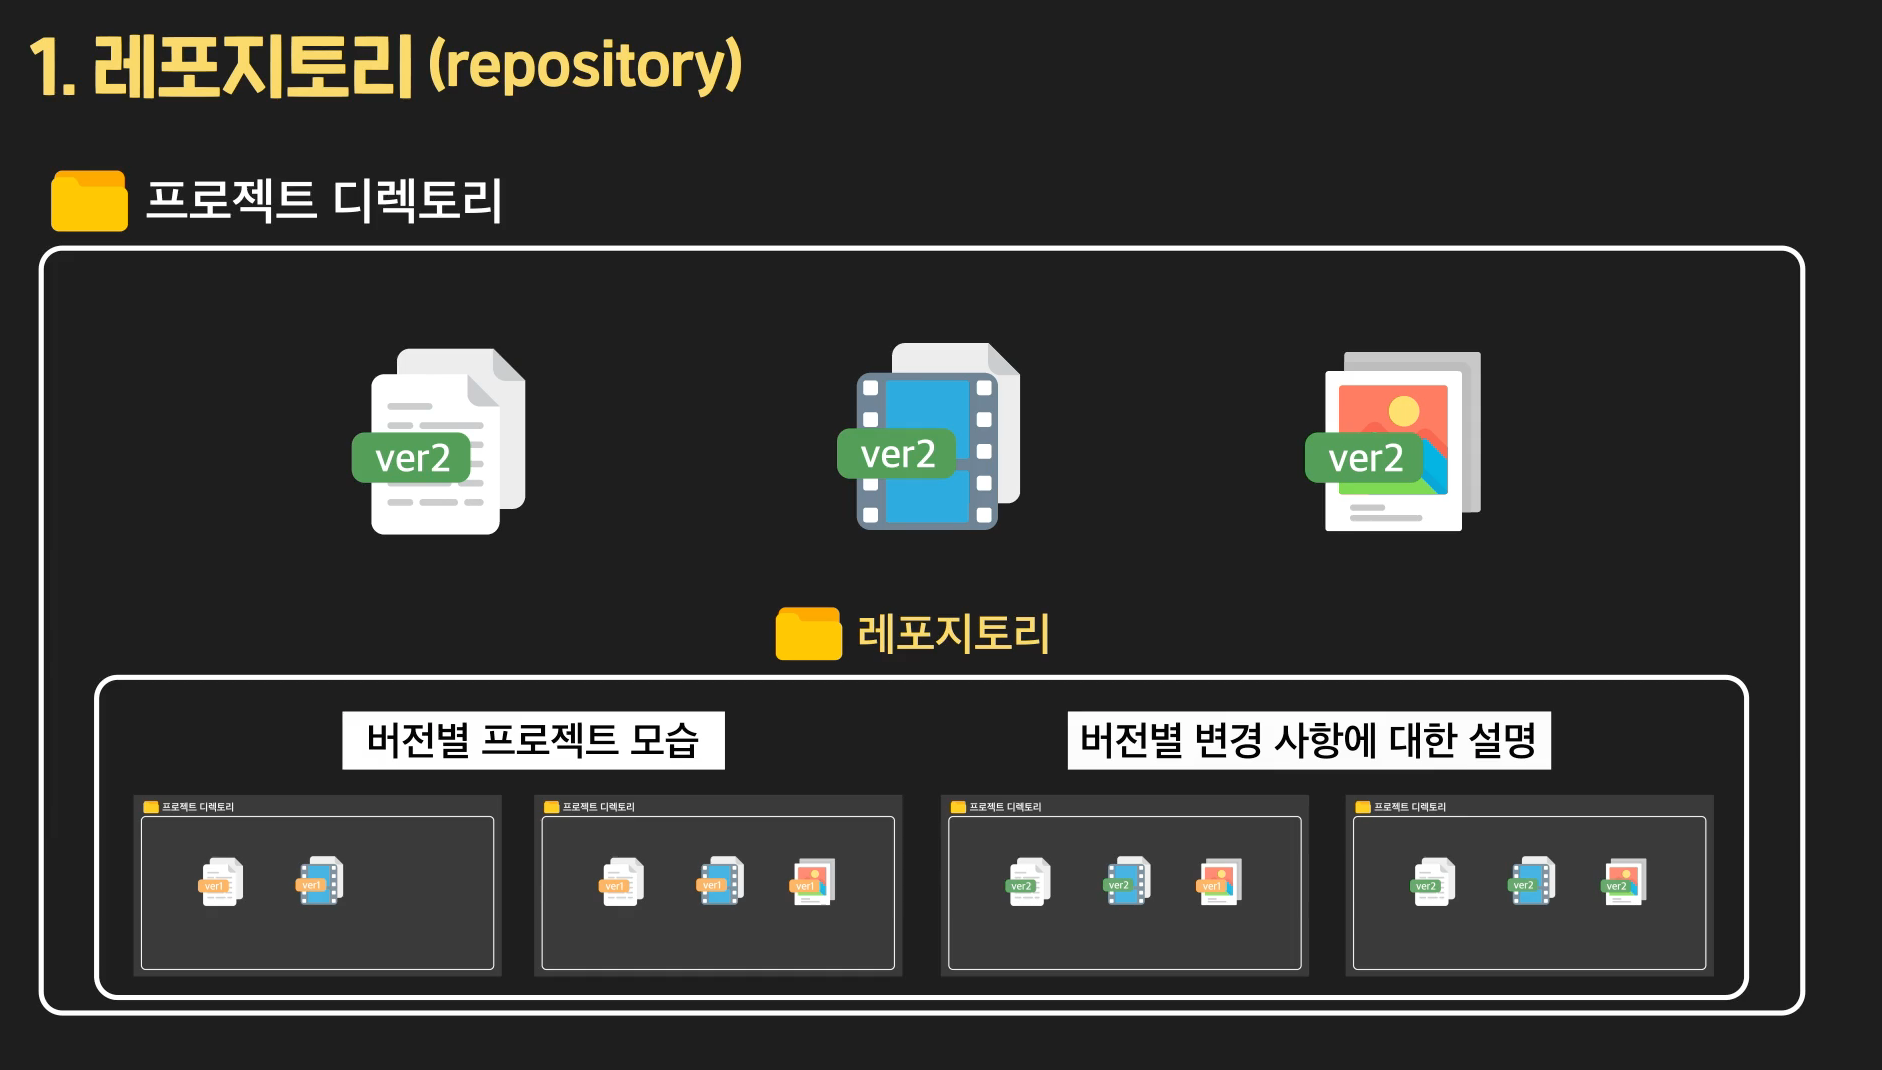 1. 레포지토리 (repository)
프로젝트 디렉토리
ver2
ver2
ver2
레포지토리
버전별 프로젝트 모습
버전별 변경 사항에 대한 설명
프로젝트 디렉토리
ver1
ver1
프로젝트 디렉토리
ver1
ver1
ver1
프로젝트 디렉토리
ver2
ver2
ver1
프로젝트 디렉토리
ver2
ver2
ver2